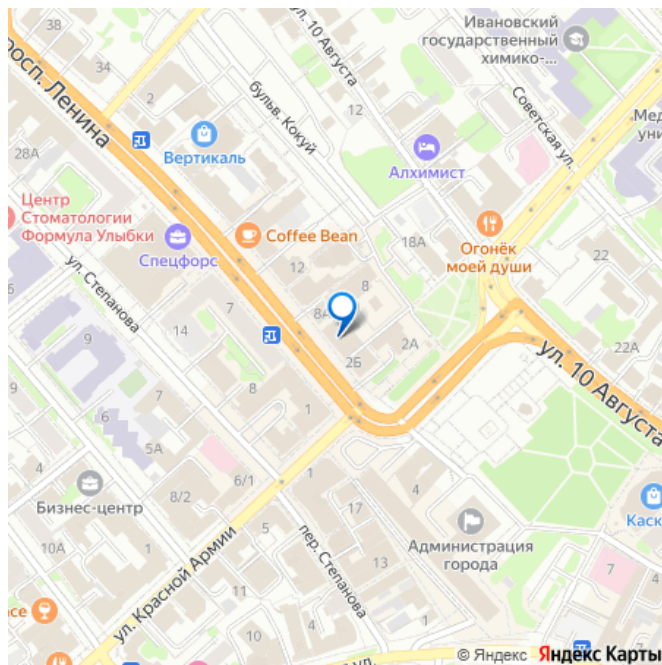 38
34
2
просп. Ленина
ул. 10 Августа
Ивановский
государственный
химико-...
бульв. Кокуй
12
Советская ул.
Вертикаль
28А
Алхимист
Центр
Стоматологии
Формула Улыбки
Спецфорс
Coffee Bean
18А
Огонёк
моей души
22
ул. Степанова
12
8
7
8А
14
9
9
2Б
2А
22А
ул. 10 Августа
6
8
1
5А
4
6/1
1
4
Бизнес-центр
8/2
17
Каск
5
13
Администрация
города
10А
1
ул. Красной Армии
пер. Степанова
7
4
12
11
14
10
© Яндекс Яндекс Карты